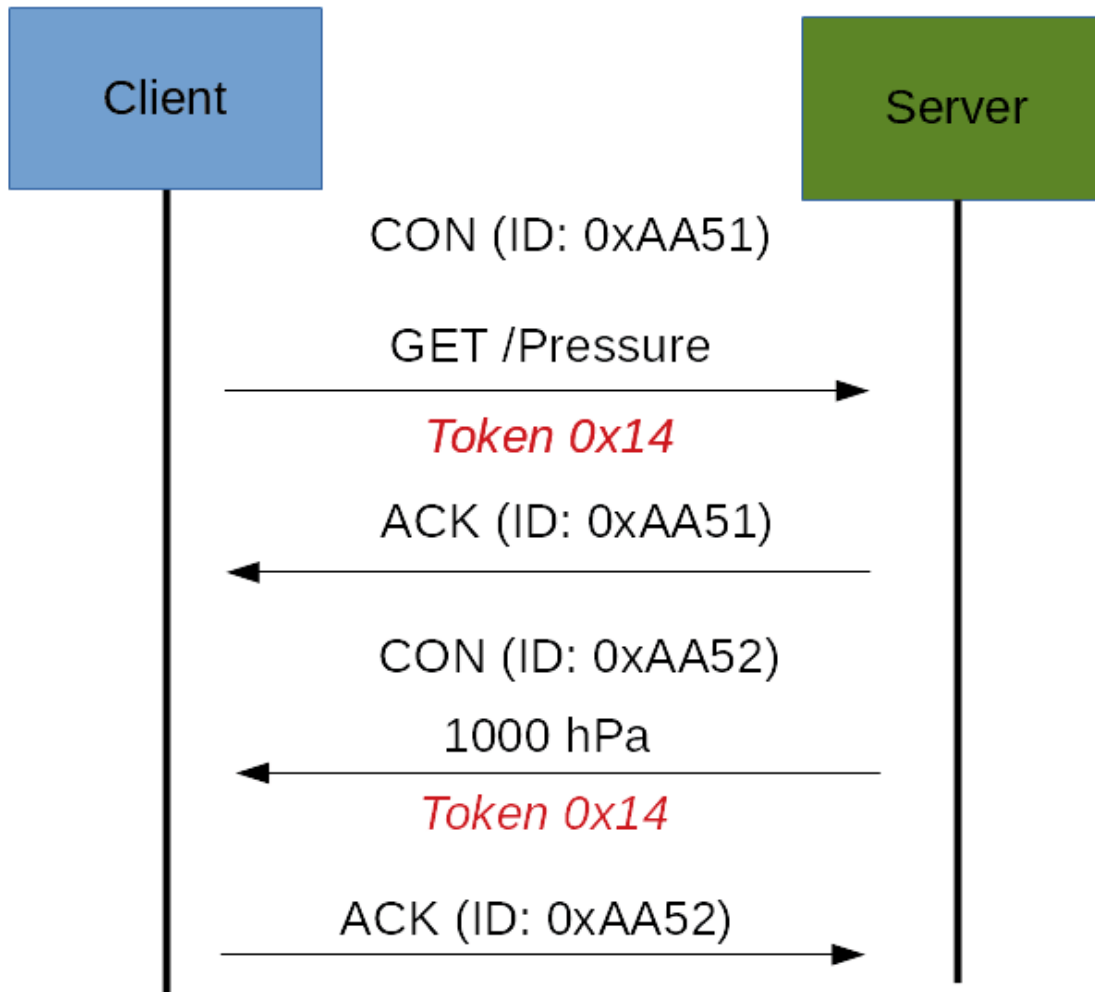 Client
Server
CON (ID: 0xAA51)
GET /Pressure
Token 0x14
ACK (ID: 0xAA51)
CON (ID: 0xAA52)
1000 hPa
Token 0x14
ACK (ID: 0xAA52)